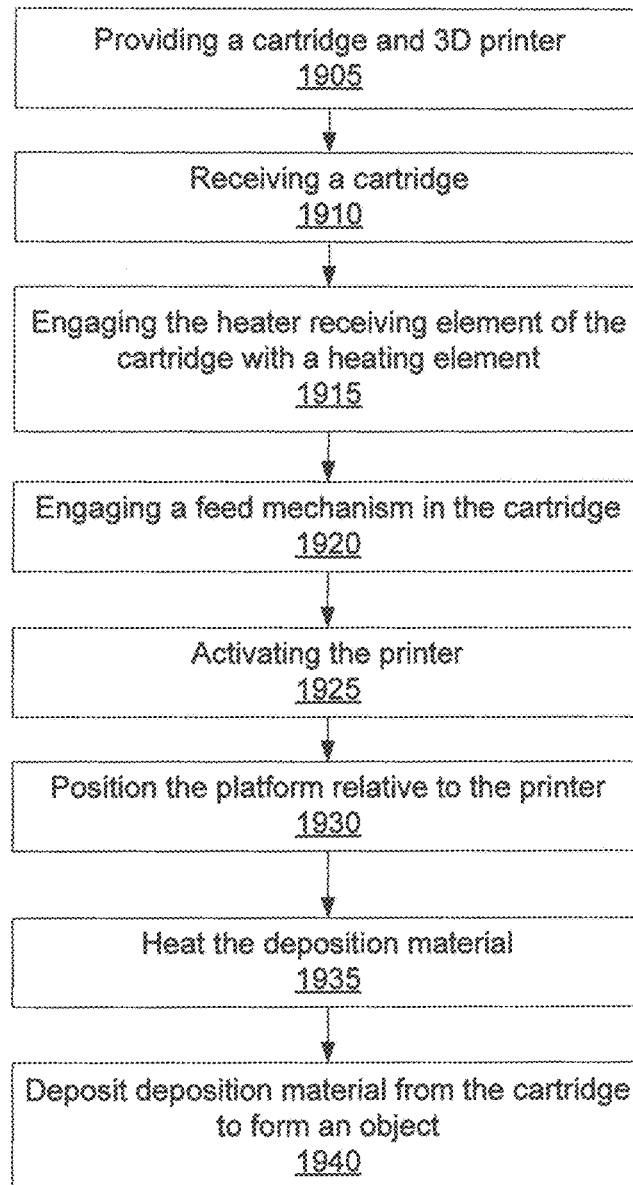 Providing a cartridge and 3D printer
1905
Receiving a cartridge
1910
Engaging the heater receiving element of the
cartridge with a heating element
1915
Engaging a feed mechanism in the cartridge
1920
Activating the printer
1925
Position the platform relative to the printer
1930
Heat the deposition material
1935
Deposit deposition material from the cartridge
to form an object
1940